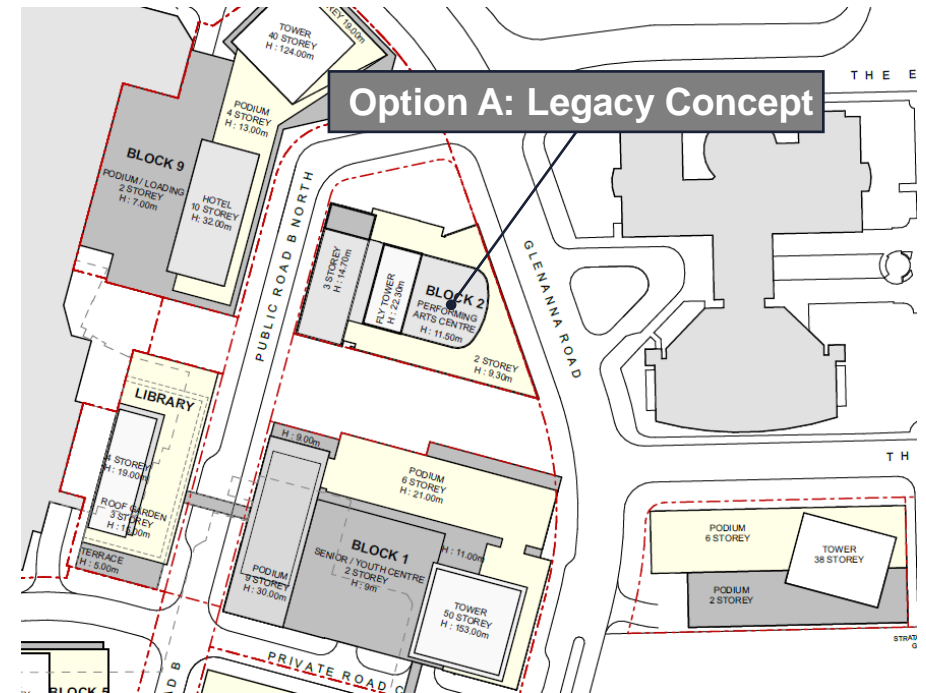 TOWER
40 STOREY
H : 124.00m
EY 19.00m
THE E
Option A: Legacy Concept
PODIUM
4 STOREY
H : 13.00m
BLOCK 9
PODIUM / LOADING
2 STOREY
H : 7.00m
HOTEL
10 STOREY
H: 32.00m
PUBLIC ROAD B NORTH
GLENANNA ROAD
3 STOREY
H : 14.70m
FLY TOWER
H : 22.30m
BLOCK 2
PERFORMING
ARTS CENTRE
H : 11.50m
2 STOREY
H : 9.30m
LIBRARY
STOREY
H : 19.00m
ROOF GARDEN
3 STOREY
TERRACE
H : 5.00m
H : 9.00m
PODIUM
6 STOREY
H : 21.00m
TH
BLOCK 1
SENIOR / YOUTH CENTRE
2 STOREY
H : 9m
H : 11.00m
PODIUM
9 STOREY
H : 30.00m
TOWER
50 STOREY
H : 153.00m
PODIUM
6 STOREY
TOWER
38 STOREY
PODIUM
2 STOREY
STRATA
G
PRIVATE ROAD C
AD B
BLOCK 5